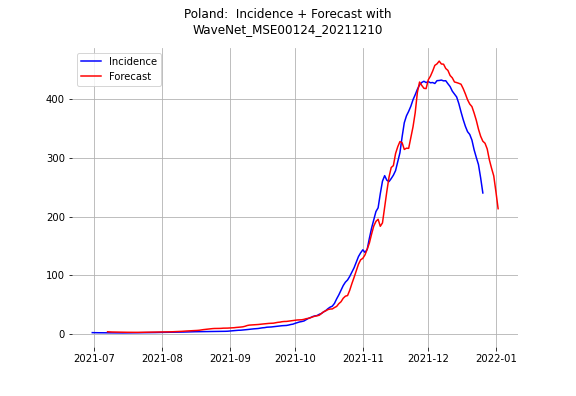 Poland:  Incidence + Forecast with
WaveNet_MSE00124_20211210
Incidence
Forecast
400
300
200
100
0
2021-07 2021-08 2021-09 2021-10 2021-11 2021-12 2022-01